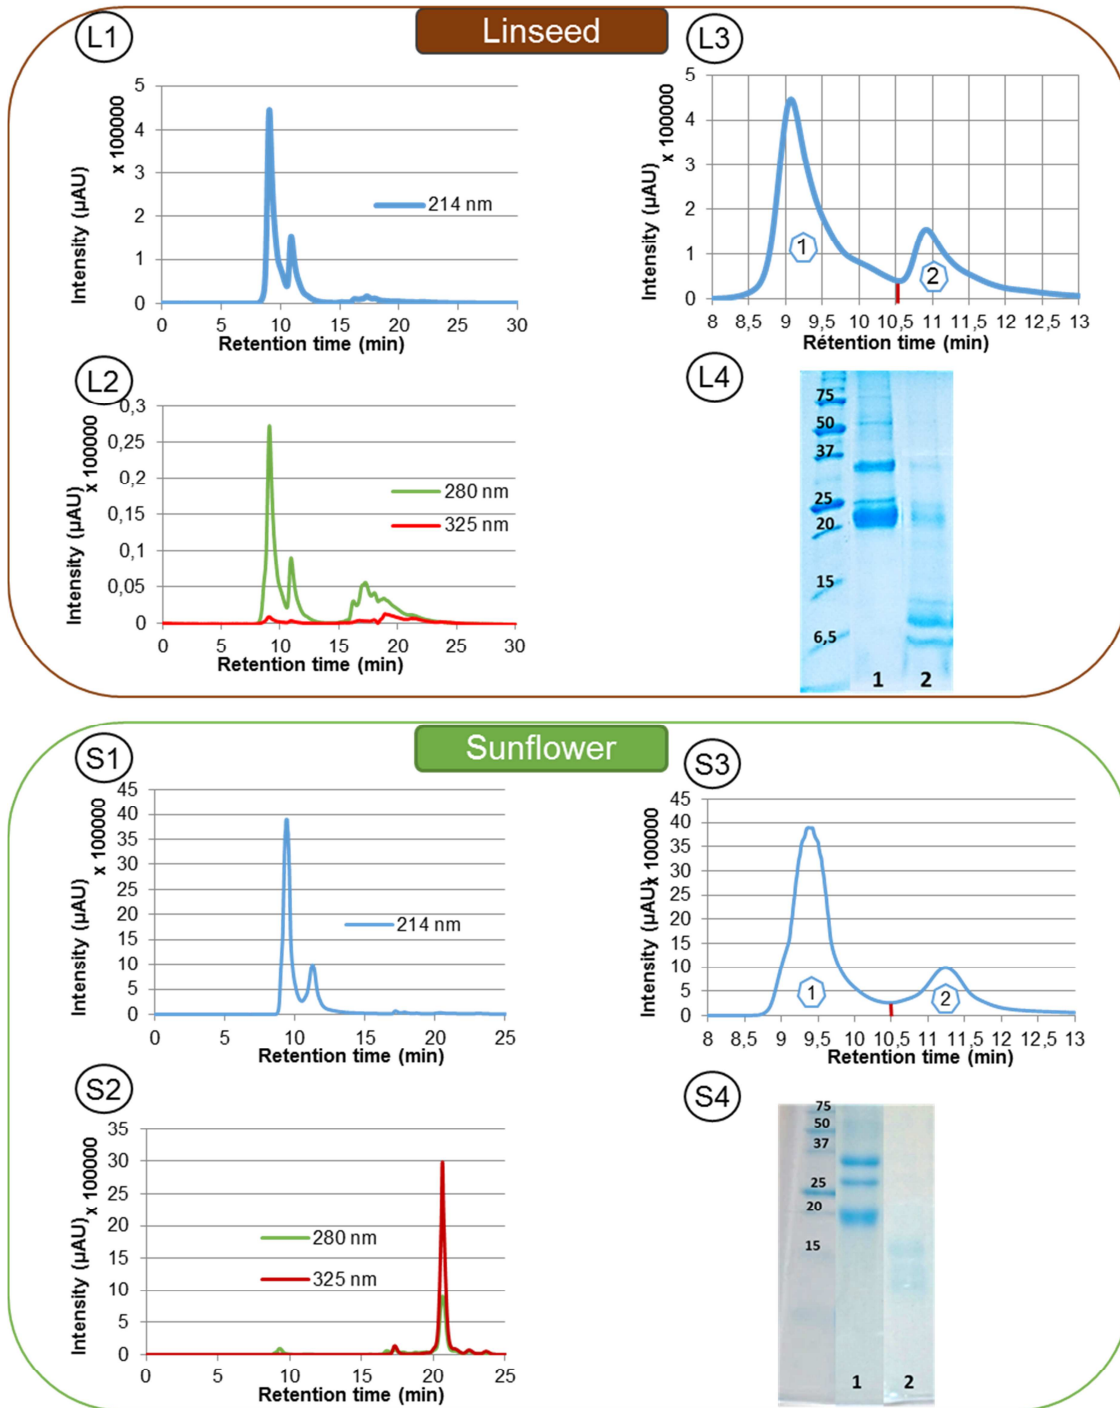 Linseed
L1
5
4
3
2
1
0
x 100000
Intensity (µAU)
214 nm
0 5 10 15 20 25 30
Retention time (min)
L3
5
4
3
2
1
0
x 100000
Intensity (µAU)
1
2
8 8,5 9 9,5 10 10,5 11 11,5 12 12,5 13
Rétention time (min)
L2
0,3
0,25
0,2
0,15
0,1
0,05
0
x 100000
Intensity (µAU)
280 nm
325 nm
0 5 10 15 20 25 30
Retention time (min)
L4
75
50
37
25
20
15
6,5
1 2
Sunflower
S1
45
40
35
30
25
20
15
10
5
0
x 100000
Intensity (µAU)
214 nm
0 5 10 15 20 25
Retention time (min)
S3
45
40
35
30
25
20
15
10
5
0
x 100000
Intensity (µAU)
1
2
8 8,5 9 9,5 10 10,5 11 11,5 12 12,5 13
Retention time (min)
S2
35
30
25
20
15
10
5
0
x 100000
Intensity (µAU)
280 nm
325 nm
0 5 10 15 20 25
Retention time (min)
S4
75
50
37
25
20
15
1 2